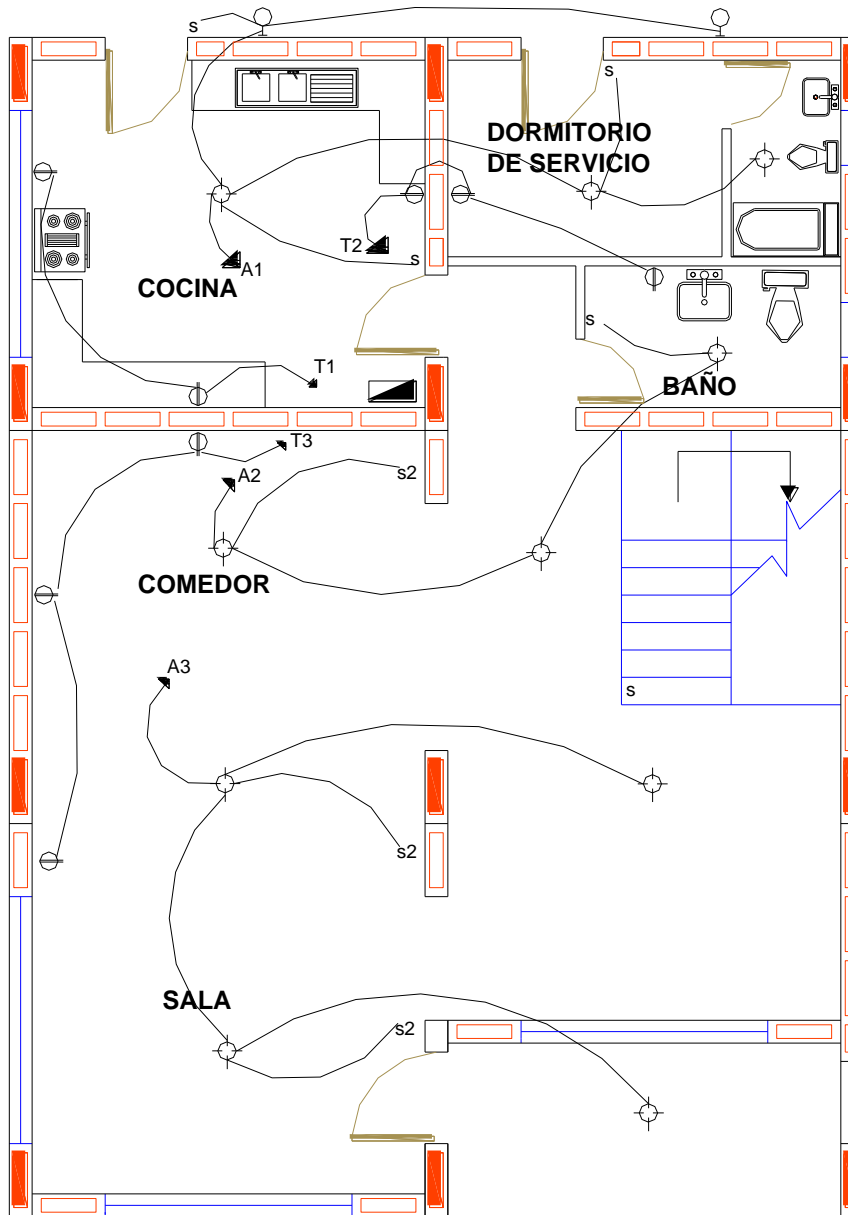 s
s
DORMITORIO
DE SERVICIO
T2
A1
s
COCINA
s
T1
BAÑO
T3
s2
A2
COMEDOR
A3
s
s2
SALA
s2